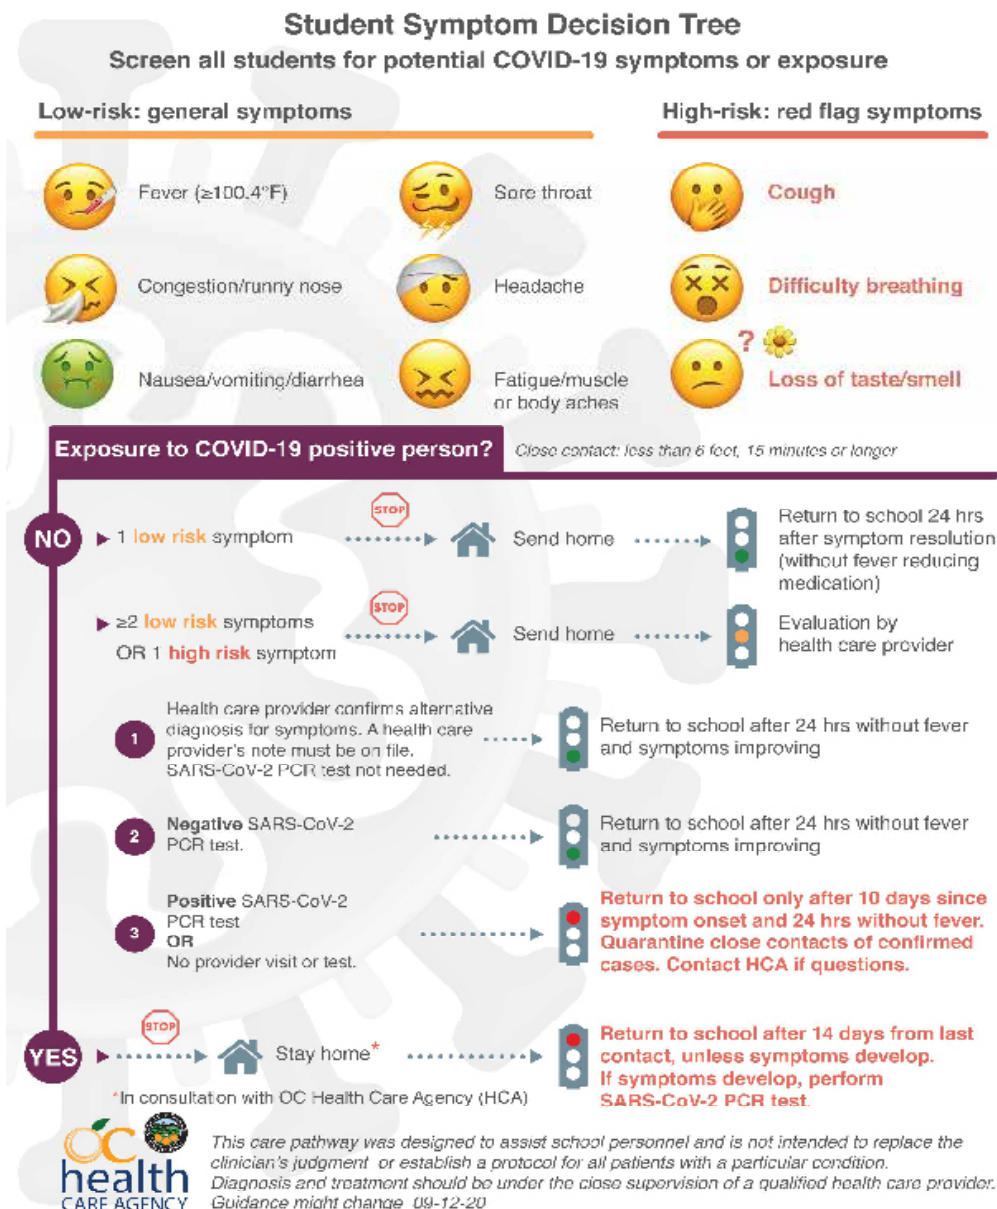 Student Symptom Decision Tree
Screen all students for potential COVID-19 symptoms or exposure
Low-risk: general symptoms
High-risk: red flag symptoms
Fever (≥100.4°F)
Sore throat
Cough
Congestion/runny nose
Headache
Difficulty breathing
Nausea/vomiting/diarrhea
Fatigue/muscle
or body aches
?
Loss of taste/smell
Exposure to COVID-19 positive person?
Close contact: less than 6 feet, 15 minutes or longer
NO
1 low risk symptom
STOP
Send home
Return to school 24 hrs
after symptom resolution
(without fever reducing
medication)
≥2 low risk symptoms
OR 1 high risk symptom
STOP
Send home
Evaluation by
health care provider
1
Health care provider confirms alternative
diagnosis for symptoms. A health care
provider's note must be on file.
SARS-CoV-2 PCR test not needed.
Return to school after 24 hrs without fever
and symptoms improving
2
Negative SARS-CoV-2
PCR test.
Return to school after 24 hrs without fever
and symptoms improving
3
Positive SARS-CoV-2
PCR test
OR
No provider visit or test.
Return to school only after 10 days since
symptom onset and 24 hrs without fever.
Quarantine close contacts of confirmed
cases. Contact HCA if questions.
YES
STOP
Stay home*
Return to school after 14 days from last
contact, unless symptoms develop.
If symptoms develop, perform
SARS-CoV-2 PCR test.
*In consultation with OC Health Care Agency (HCA)
OC
health
CARE AGENCY
This care pathway was designed to assist school personnel and is not intended to replace the
clinician's judgment or establish a protocol for all patients with a particular condition.
Diagnosis and treatment should be under the close supervision of a qualified health care provider.
Guidance might change 09-12-20